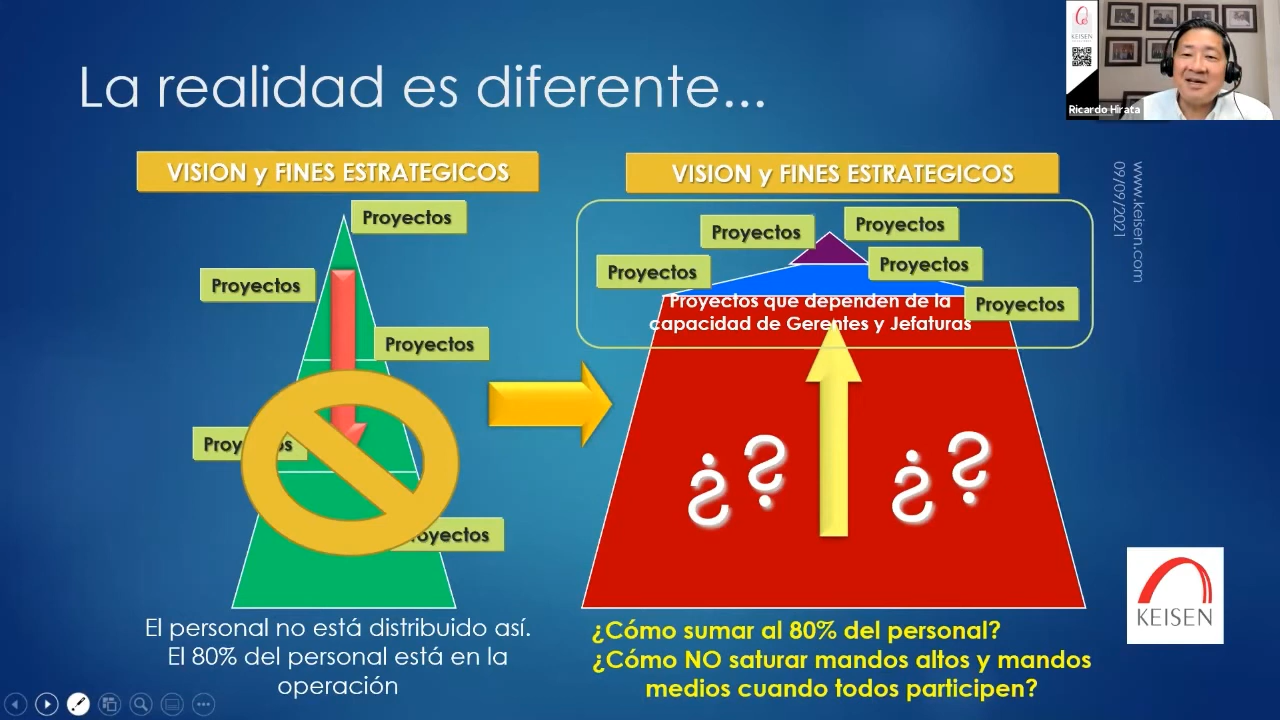 La realidad es diferente...
Ricardo Hirata
KEISEN
www.keisen.com
09/09/2021
VISION y FINES ESTRATEGICOS
Proyectos
Proyectos
Proyectos
Proyectos
Proyectos
El personal no está distribuido así.
El 80% del personal está en la
operación
VISION y FINES ESTRATEGICOS
Proyectos
Proyectos
Proyectos
Proyectos
Proyectos
Proyectos que dependen de la
capacidad de Gerentes y Jefaturas
¿? ¿?
¿Cómo sumar al 80% del personal?
¿Cómo NO saturar mandos altos y mandos
medios cuando todos participen?
KEISEN